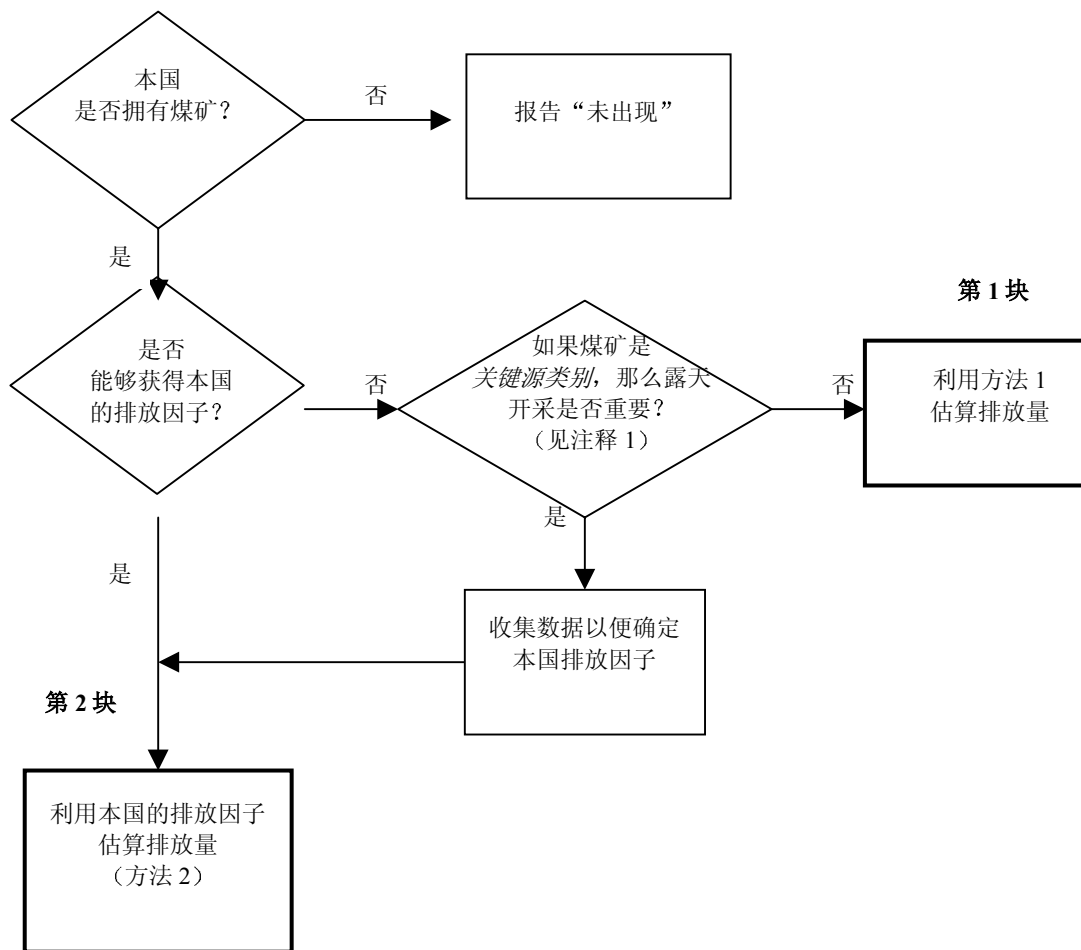 本国
是否拥有煤矿？
否
报告“未出现”
是
是否
能够获得本国
的排放因子？
否
如果煤矿是
关键源类别，那么露天
开采是否重要？
（见注释 1）
否
第 1 块
利用方法 1
估算排放量
是
收集数据以便确定
本国排放因子
是
第 2 块
利用本国的排放因子
估算排放量
（方法 2）